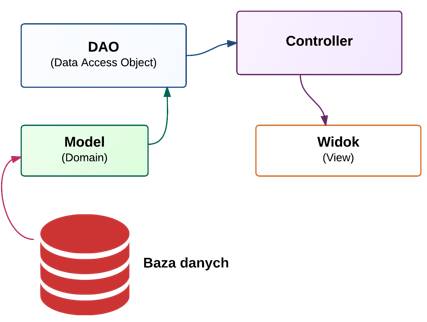 DAO
(Data Access Object)
Controller
Model
(Domain)
Widok
(View)
Baza danych